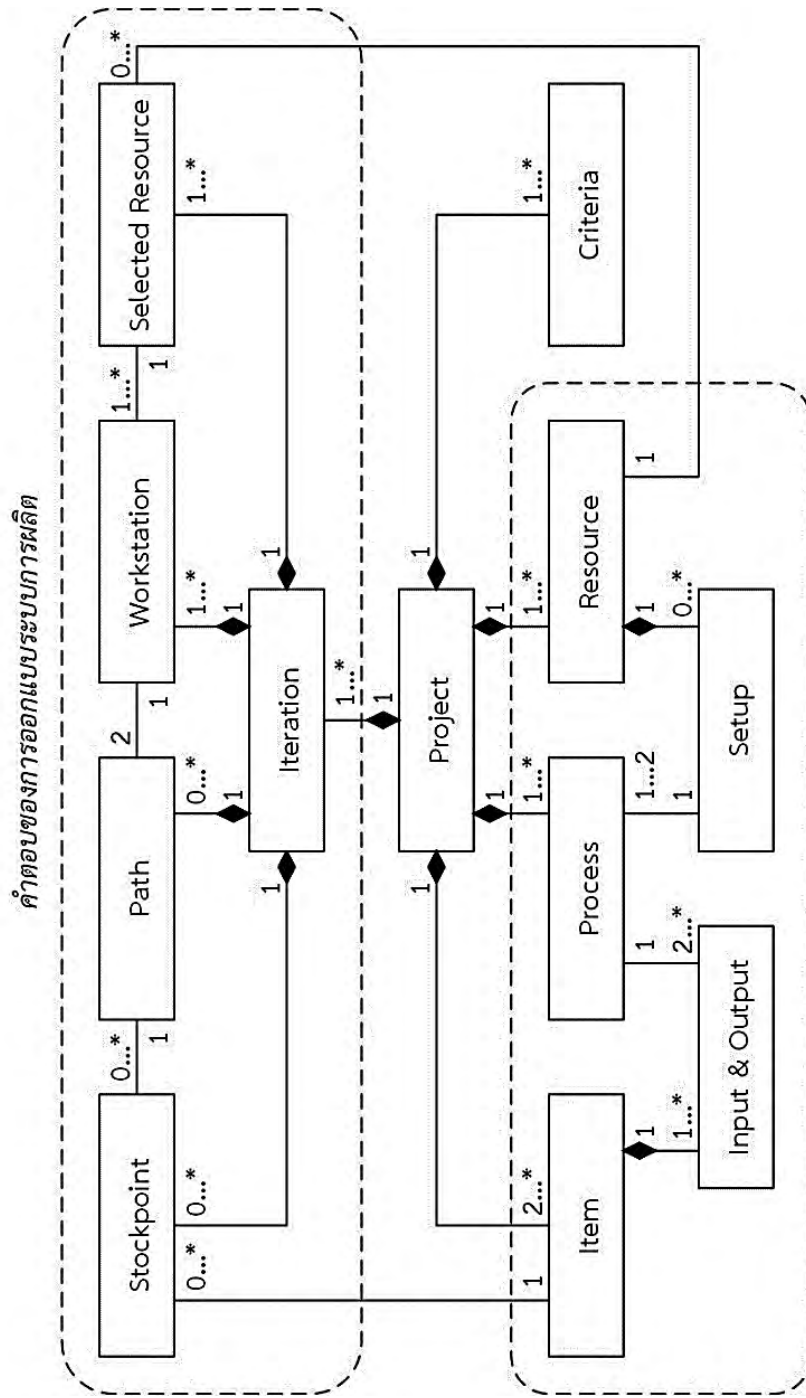 คำตอบของการออกแบบระบบการผลิต
0...* 2 1...* 0...*
Stockpoint Path Workstation Selected Resource
1 1 1
0...* 0...* 0...* 1...* 1...*
1 1
1 1
Iteration
1...*
1
1 1
Project
1 1
1 2...* 1...* 1...* 1...*
Item Process Resource Criteria
1 1 1...2 1 1
1...* 2...* 1 0...*
Input & Output Setup